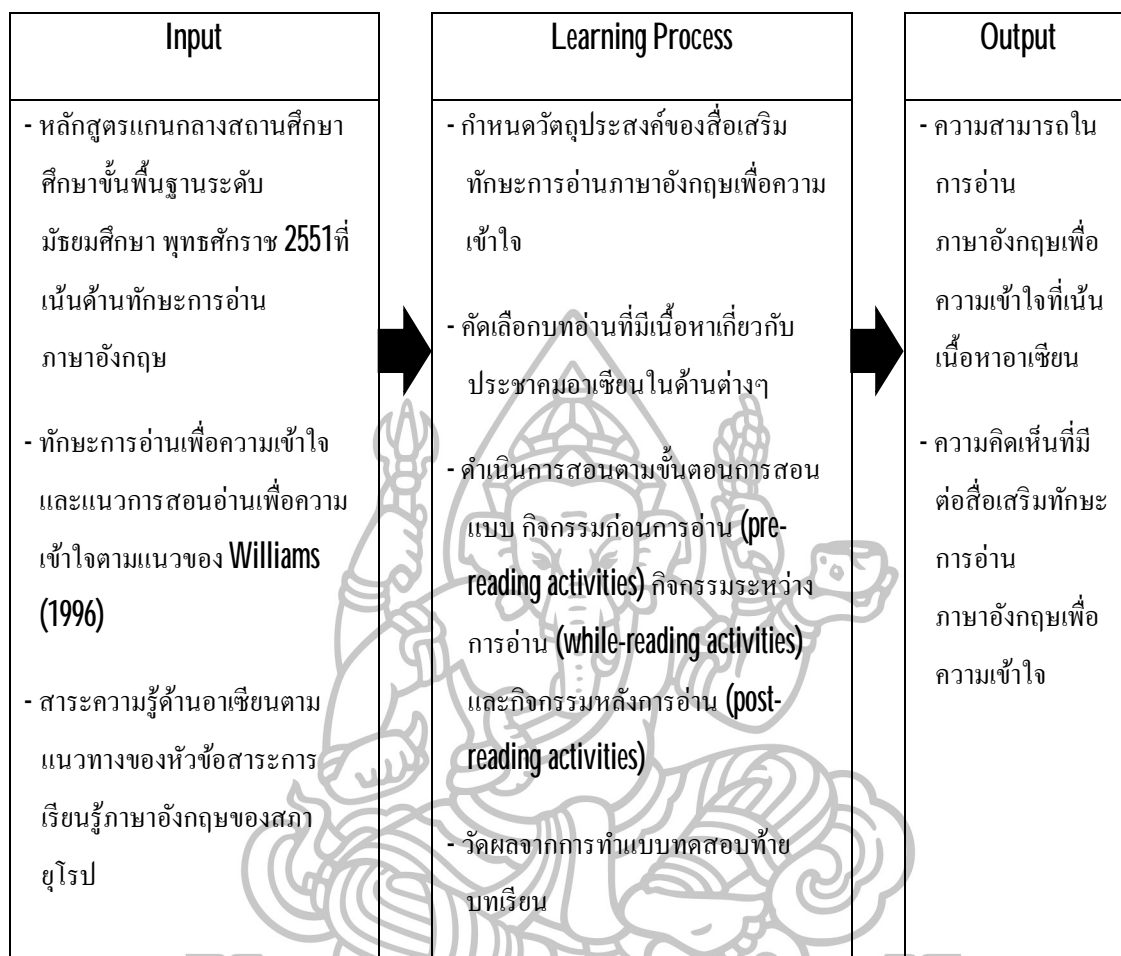 Input
- หลักสูตรแกนกลางสถานศึกษา
ศึกษาขั้นพื้นฐานระดับ
มัธยมศึกษา พุทธศักราช 2551ที่
เน้นด้านทักษะการอ่าน
ภาษาอังกฤษ
- ทักษะการอ่านเพื่อความเข้าใจ
และแนวการสอนอ่านเพื่อความ
เข้าใจตามแนวของ Williams
(1996)
- สาระความรู้ด้านอาเซียนตาม
แนวทางของหัวข้อสาระการ
เรียนรู้ภาษาอังกฤษของสภา
ยุโรป
Learning Process
- กำหนดวัตถุประสงค์ของสื่อเสริม
ทักษะการอ่านภาษาอังกฤษเพื่อความ
เข้าใจ
- คัดเลือกบทอ่านที่มีเนื้อหาเกี่ยวกับ
ประชาคมอาเซียนในด้านต่างๆ
- ดำเนินการสอนตามขั้นตอนการสอน
แบบ กิจกรรมก่อนการอ่าน (pre-
reading activities) กิจกรรมระหว่าง
การอ่าน (while-reading activities)
และกิจกรรมหลังการอ่าน (post-
reading activities)
- วัดผลจากการทำแบบทดสอบท้าย
บทเรียน
Output
- ความสามารถใน
การอ่าน
ภาษาอังกฤษเพื่อ
ความเข้าใจที่เน้น
เนื้อหาอาเซียน
- ความคิดเห็นที่มี
ต่อสื่อเสริมทักษะ
การอ่าน
ภาษาอังกฤษเพื่อ
ความเข้าใจ